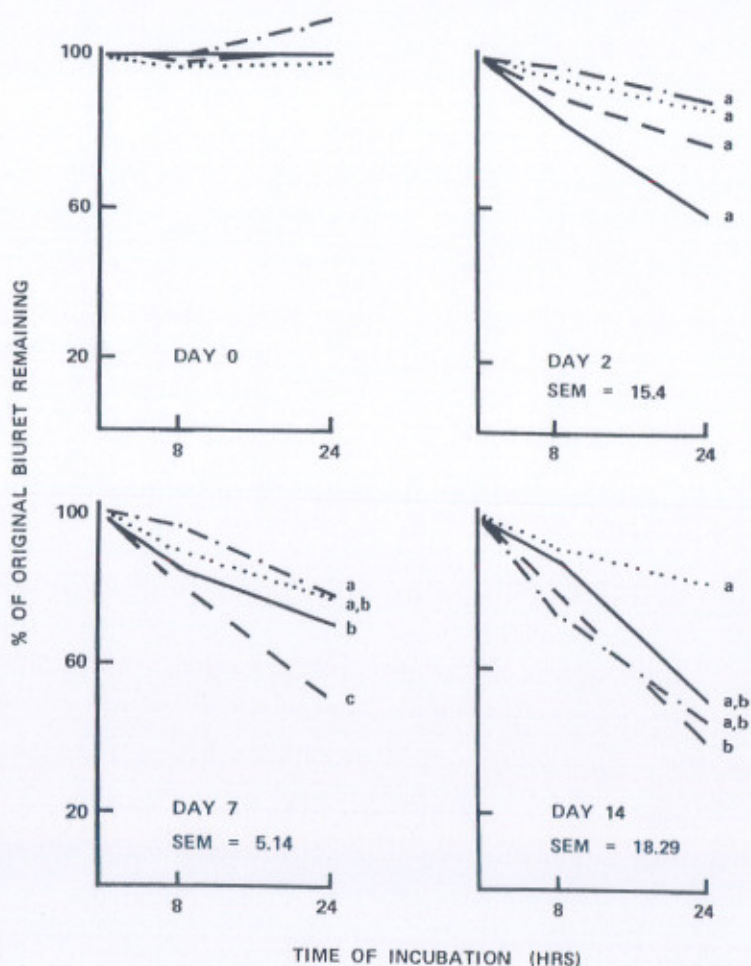 % OF ORIGINAL BIURET REMAINING
100
60
20
DAY 0
8
24
a
a
a
a
DAY 2
SEM = 15.4
8
24
100
60
20
a
a,b
b
c
DAY 7
SEM = 5.14
8
24
a
a,b
a,b
b
DAY 14
SEM = 18.29
8
24
TIME OF INCUBATION (HRS)